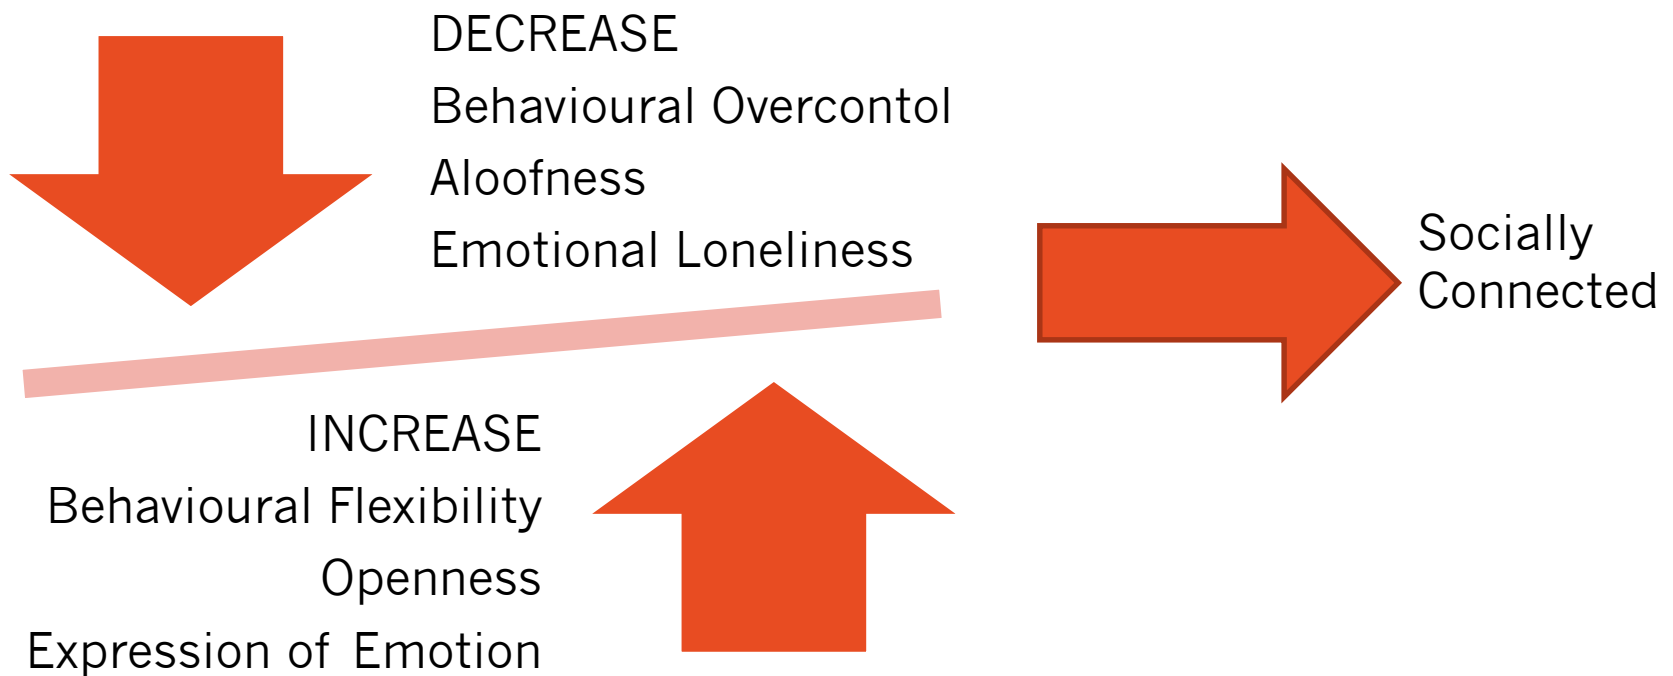 DECREASE
Behavioural Overcontol
Aloofness
Emotional Loneliness
Socially
Connected
INCREASE
Behavioural Flexibility
Openness
Expression of Emotion